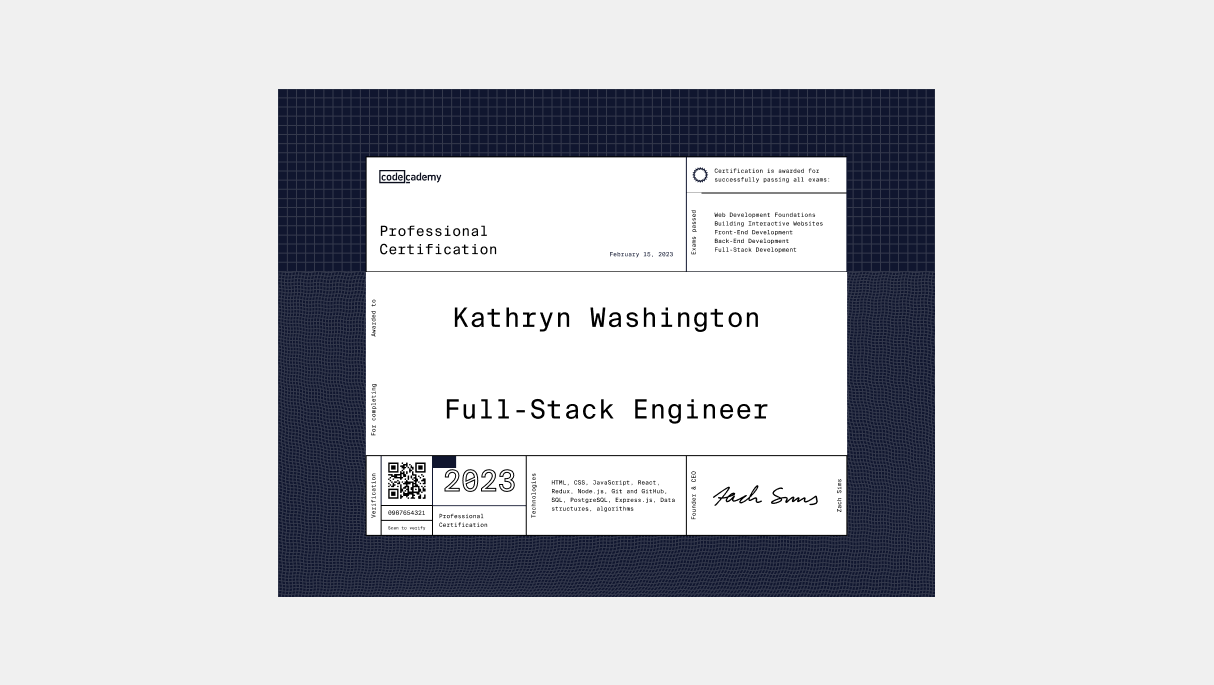 codecademy
Professional
Certification
February 15, 2023
Certification is awarded for
successfully passing all exams:
Exams passed
Web Development Foundations
Building Interactive Websites
Front-End Development
Back-End Development
Full-Stack Development
Awarded to
Kathryn Washington
For completing
Full-Stack Engineer
Verification
0987654321
Scan to verify
2023
Professional
Certification
Technologies
HTML, CSS, JavaScript, React,
Redux, Node.js, Git and GitHub,
SQL, PostgreSQL, Express.js, Data
structures, algorithms
Founder & CEO
Zach Sims
Zach Sims